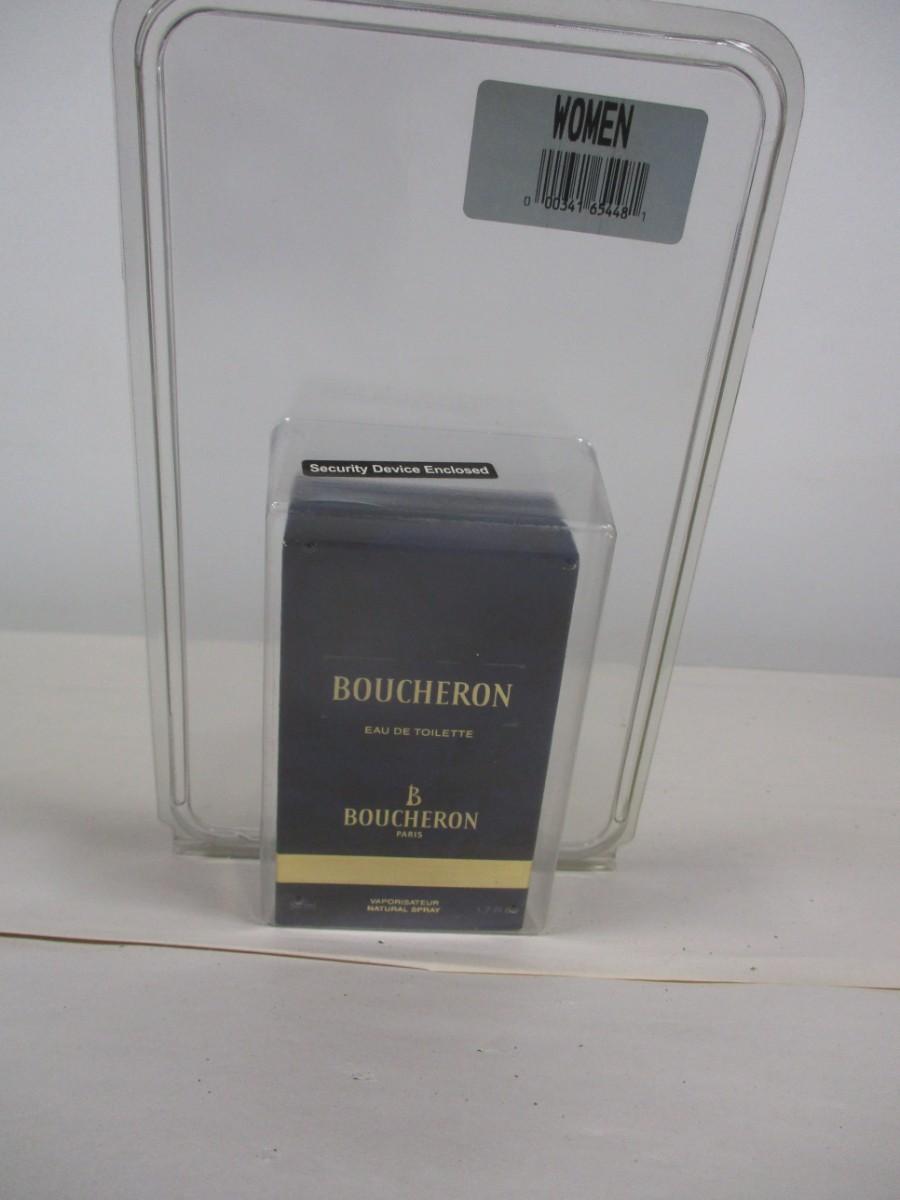 WOMEN
0 00341 65448 1
Security Device Enclosed
BOUCHERON
EAU DE TOILETTE
B
BOUCHERON
PARIS
VAPORISATEUR
NATURAL SPRAY